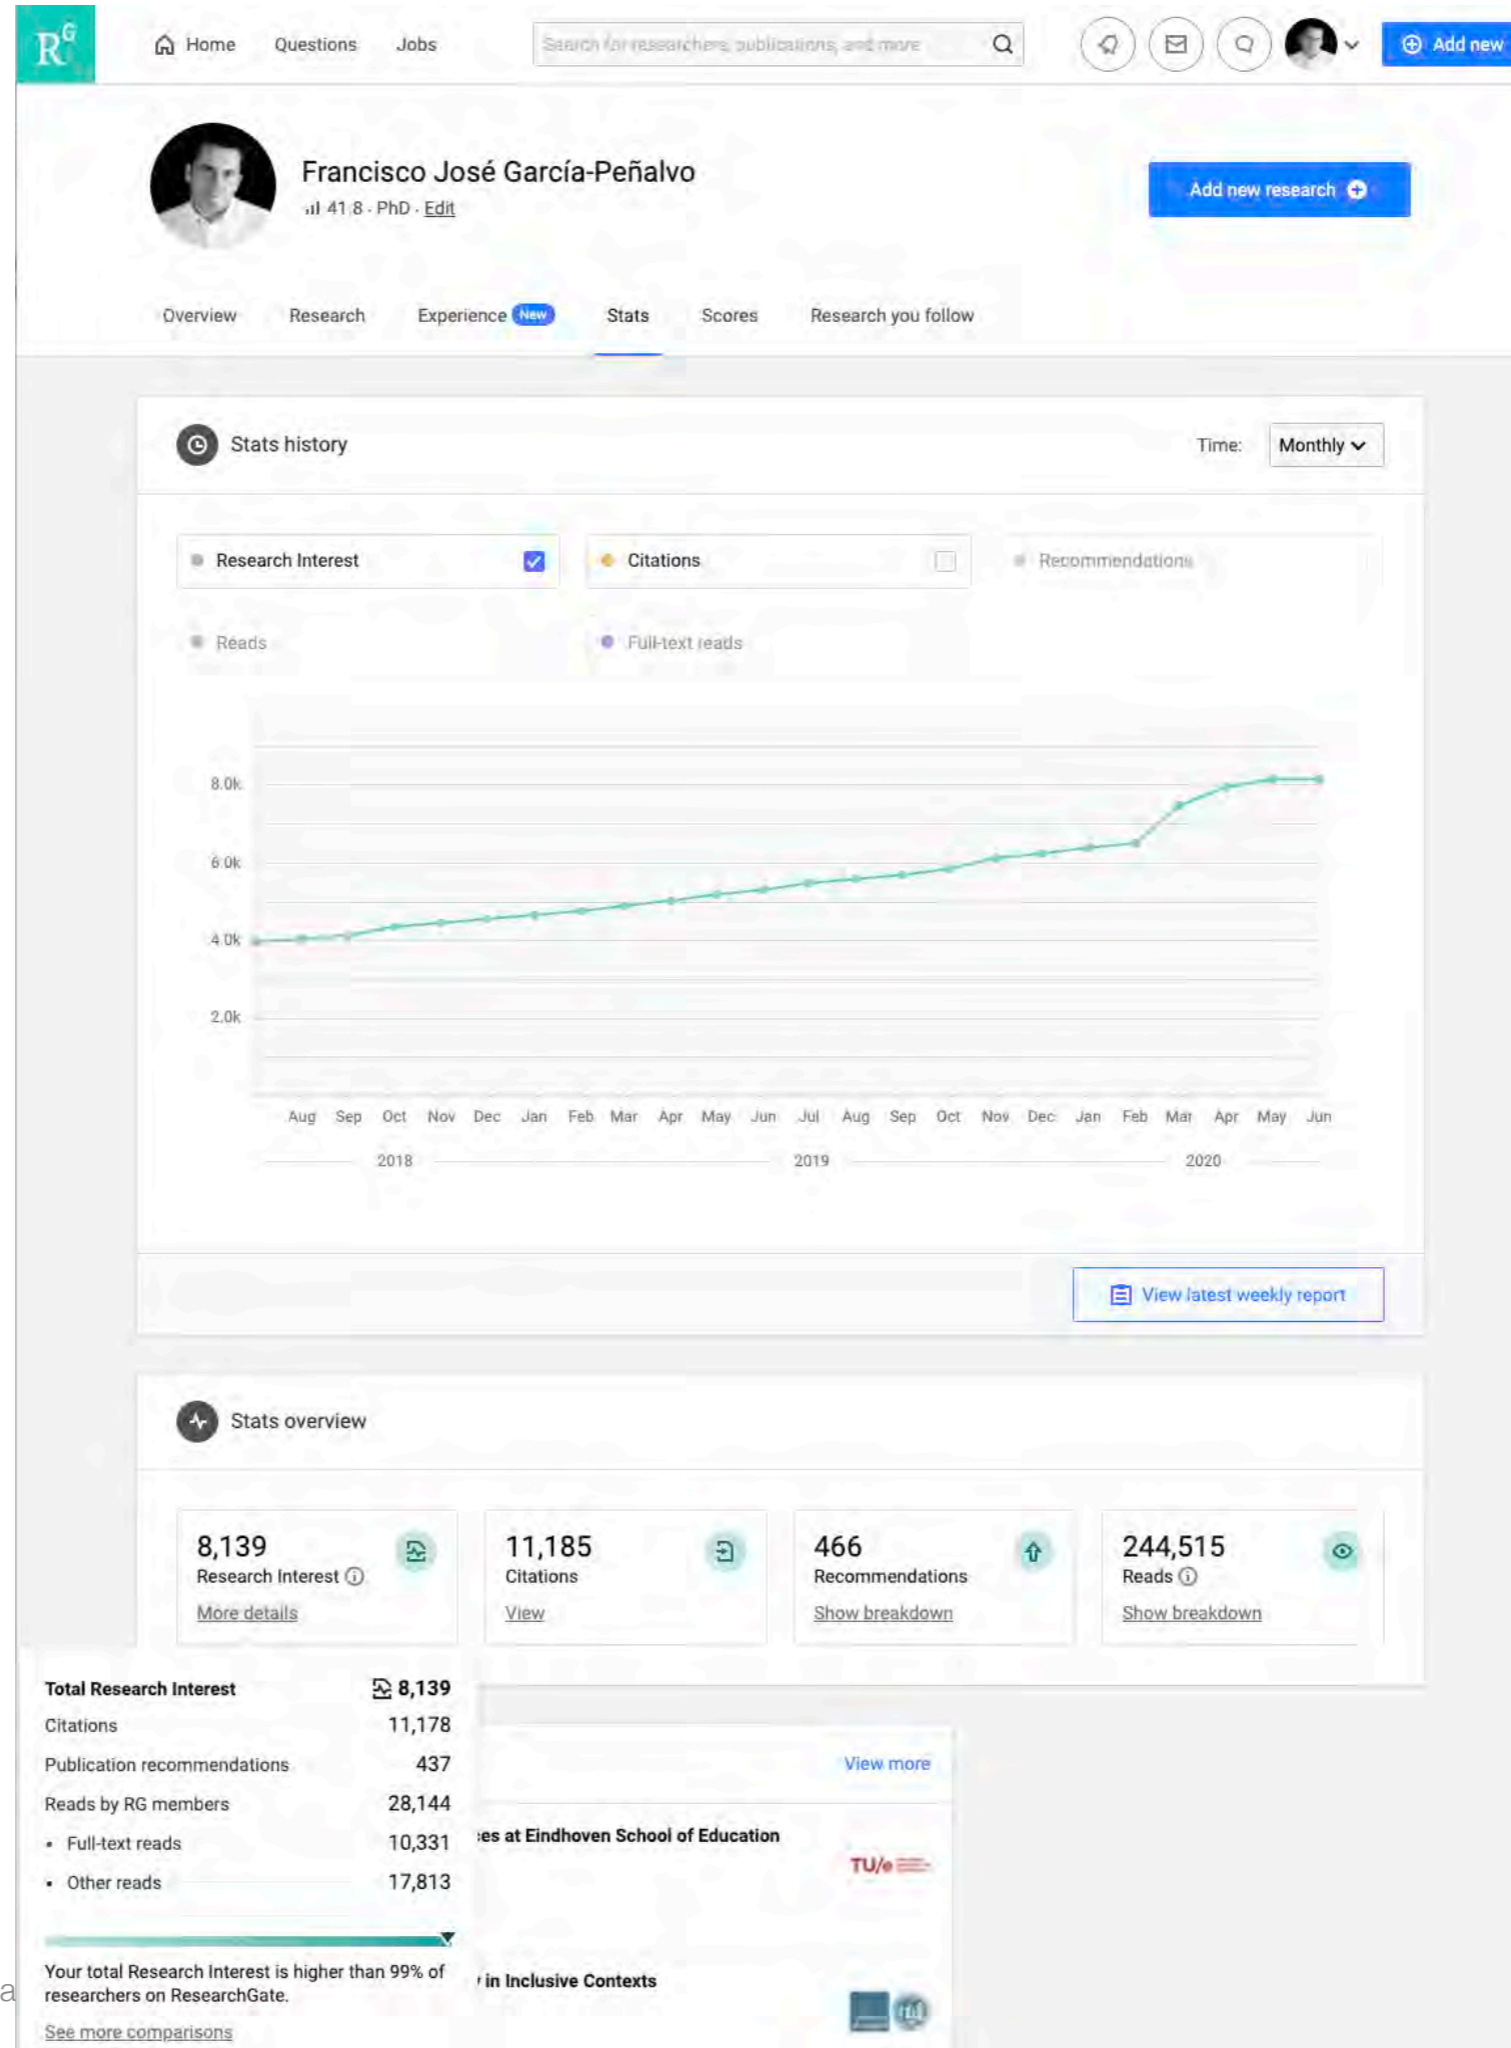 RG Home Questions Jobs Search for researchers, publications, and more Add new
Francisco José García-Peñalvo
41.8 · PhD · Edit
Add new research
Overview Research Experience New Stats Scores Research you follow
Stats history Time: Monthly
Research Interest Citations Recommendations
Reads Full-text reads
8.0k
6.0k
4.0k
2.0k
Aug Sep Oct Nov Dec Jan Feb Mar Apr May Jun Jul Aug Sep Oct Nov Dec Jan Feb Mar Apr May Jun
2018 2019 2020
View latest weekly report
Stats overview
8,139 11,185 466 244,515
Research Interest Citations Recommendations Reads
More details View Show breakdown Show breakdown
Total Research Interest 8,139
Citations 11,178
Publication recommendations 437
Reads by RG members 28,144
• Full-text reads 10,331
• Other reads 17,813
Your total Research Interest is higher than 99% of
researchers on ResearchGate.
See more comparisons
View more
es at Eindhoven School of Education
TU/e
in Inclusive Contexts
a